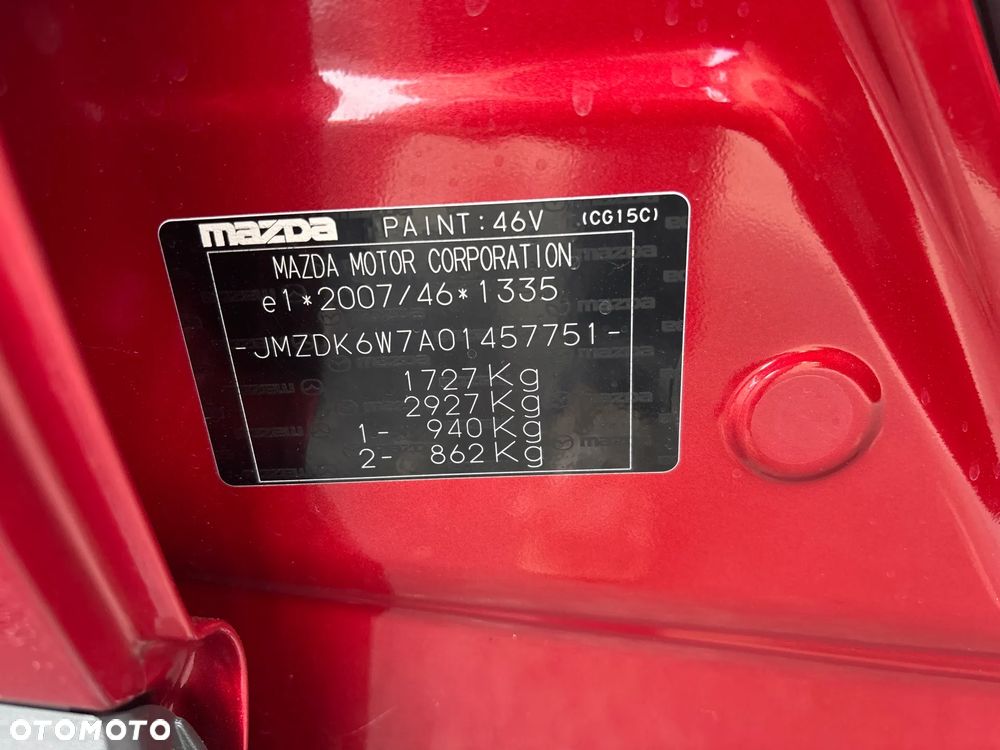 mazda PAINT:46V (CG15C)
MAZDA MOTOR CORPORATION
e1*2007/46*1335
-JMZDK6W7A01457751-
1727Kg
2927Kg
1- 940Kg
2- 862Kg
OTOMOTO